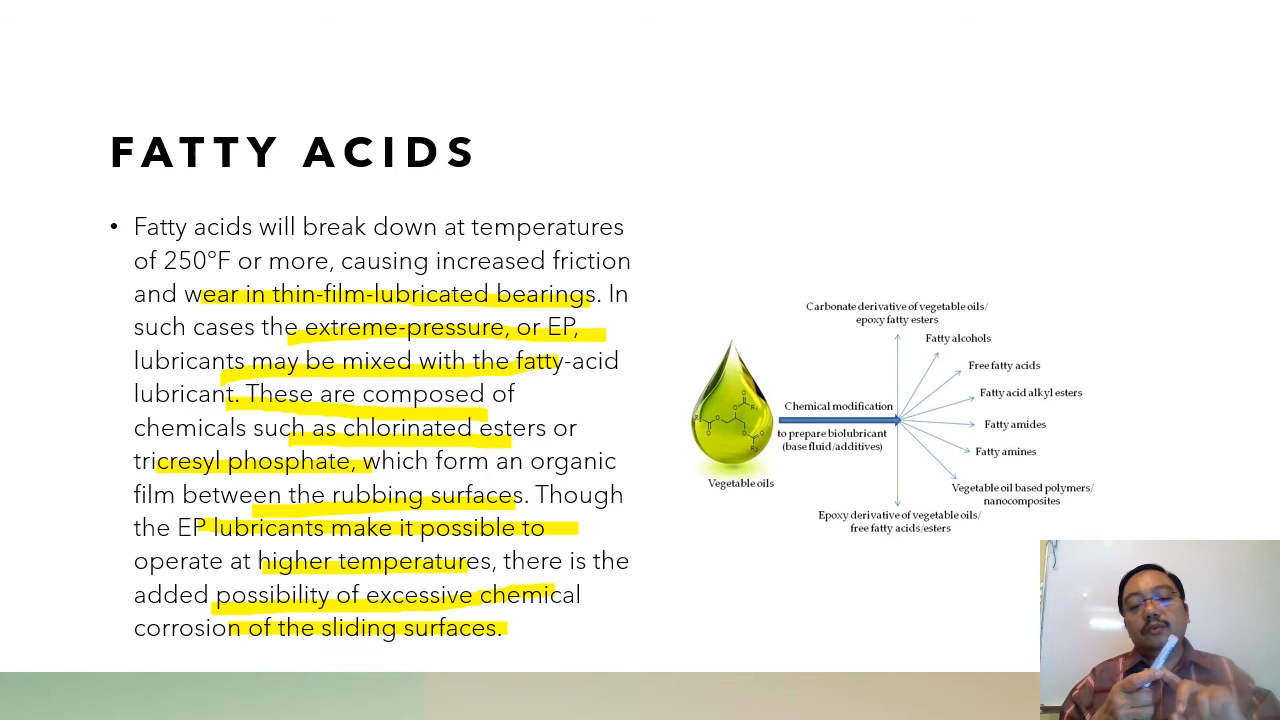 FATTY ACIDS
• Fatty acids will break down at temperatures
of 250°F or more, causing increased friction
and wear in thin-film-lubricated bearings. In
such cases the extreme-pressure, or EP,
lubricants may be mixed with the fatty-acid
lubricant. These are composed of
chemicals such as chlorinated esters or
tricresyl phosphate, which form an organic
film between the rubbing surfaces. Though
the EP lubricants make it possible to
operate at higher temperatures, there is the
added possibility of excessive chemical
corrosion of the sliding surfaces.
Carbonate derivative of vegetable oils/
epoxy fatty esters
Fatty alcohols
Free fatty acids
Fatty acid alkyl esters
Fatty amides
Fatty amines
Vegetable oil based polymers/
nanocomposites
Epoxy derivative of vegetable oils/
free fatty acids/esters
Chemical modification
to prepare biolubricant
(base fluid/additives)
Vegetable oils